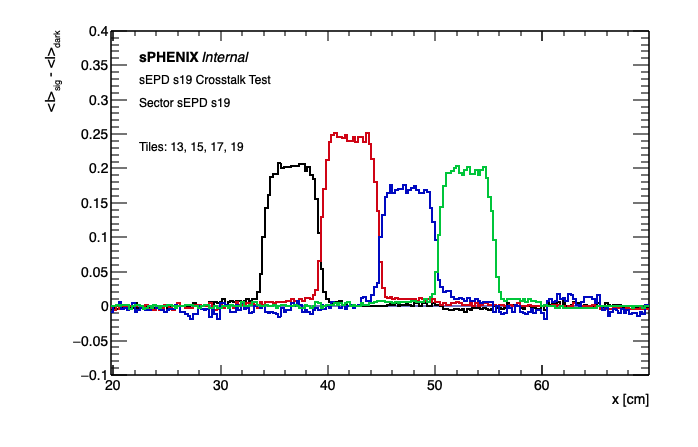 <I>sig - <I>dark
0.4
0.35
0.3
0.25
0.2
0.15
0.1
0.05
0
−0.05
−0.1
sPHENIX Internal
sEPD s19 Crosstalk Test
Sector sEPD s19
Tiles: 13, 15, 17, 19
20 30 40 50 60
x [cm]